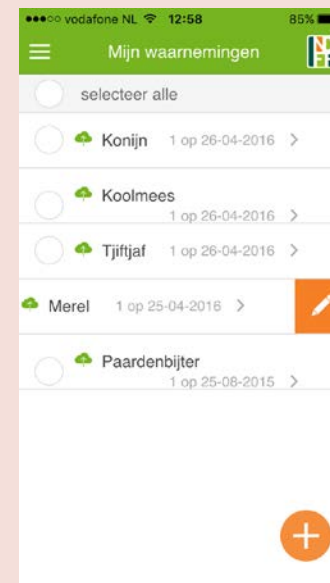 vodafone NL 12:58 85%
Mijn waarnemingen
selecteer alle
Konijn 1 op 26-04-2016
Koolmees
1 op 26-04-2016
Tjiftjaf 1 op 26-04-2016
Merel 1 op 25-04-2016
Paardenbijter
1 op 25-08-2015